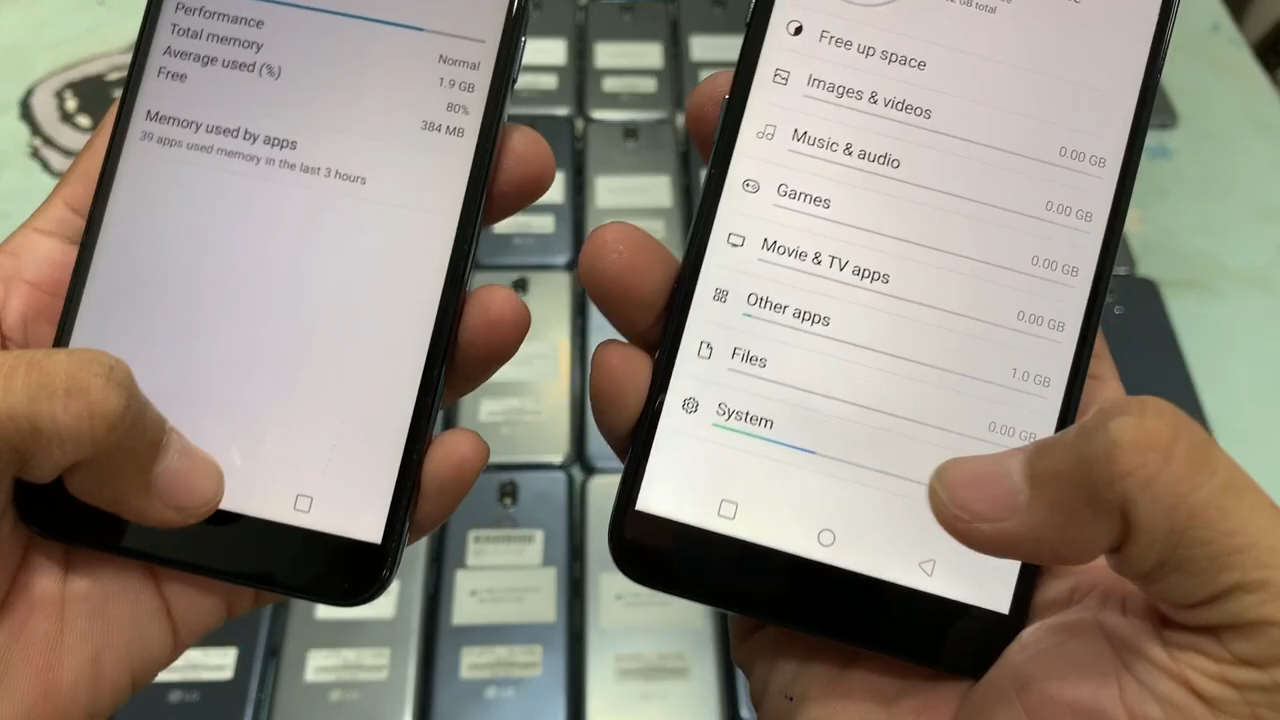 Performance
Normal
Total memory
1.9 GB
Average used (%)
80%
Free
384 MB
Memory used by apps
39 apps used memory in the last 3 hours
GB total
Free up space
Images & videos
0.00 GB
Music & audio
0.00 GB
Games
0.00 GB
Movie & TV apps
0.00 GB
Other apps
1.0 GB
Files
0.00 GB
System
LG
LG
LG